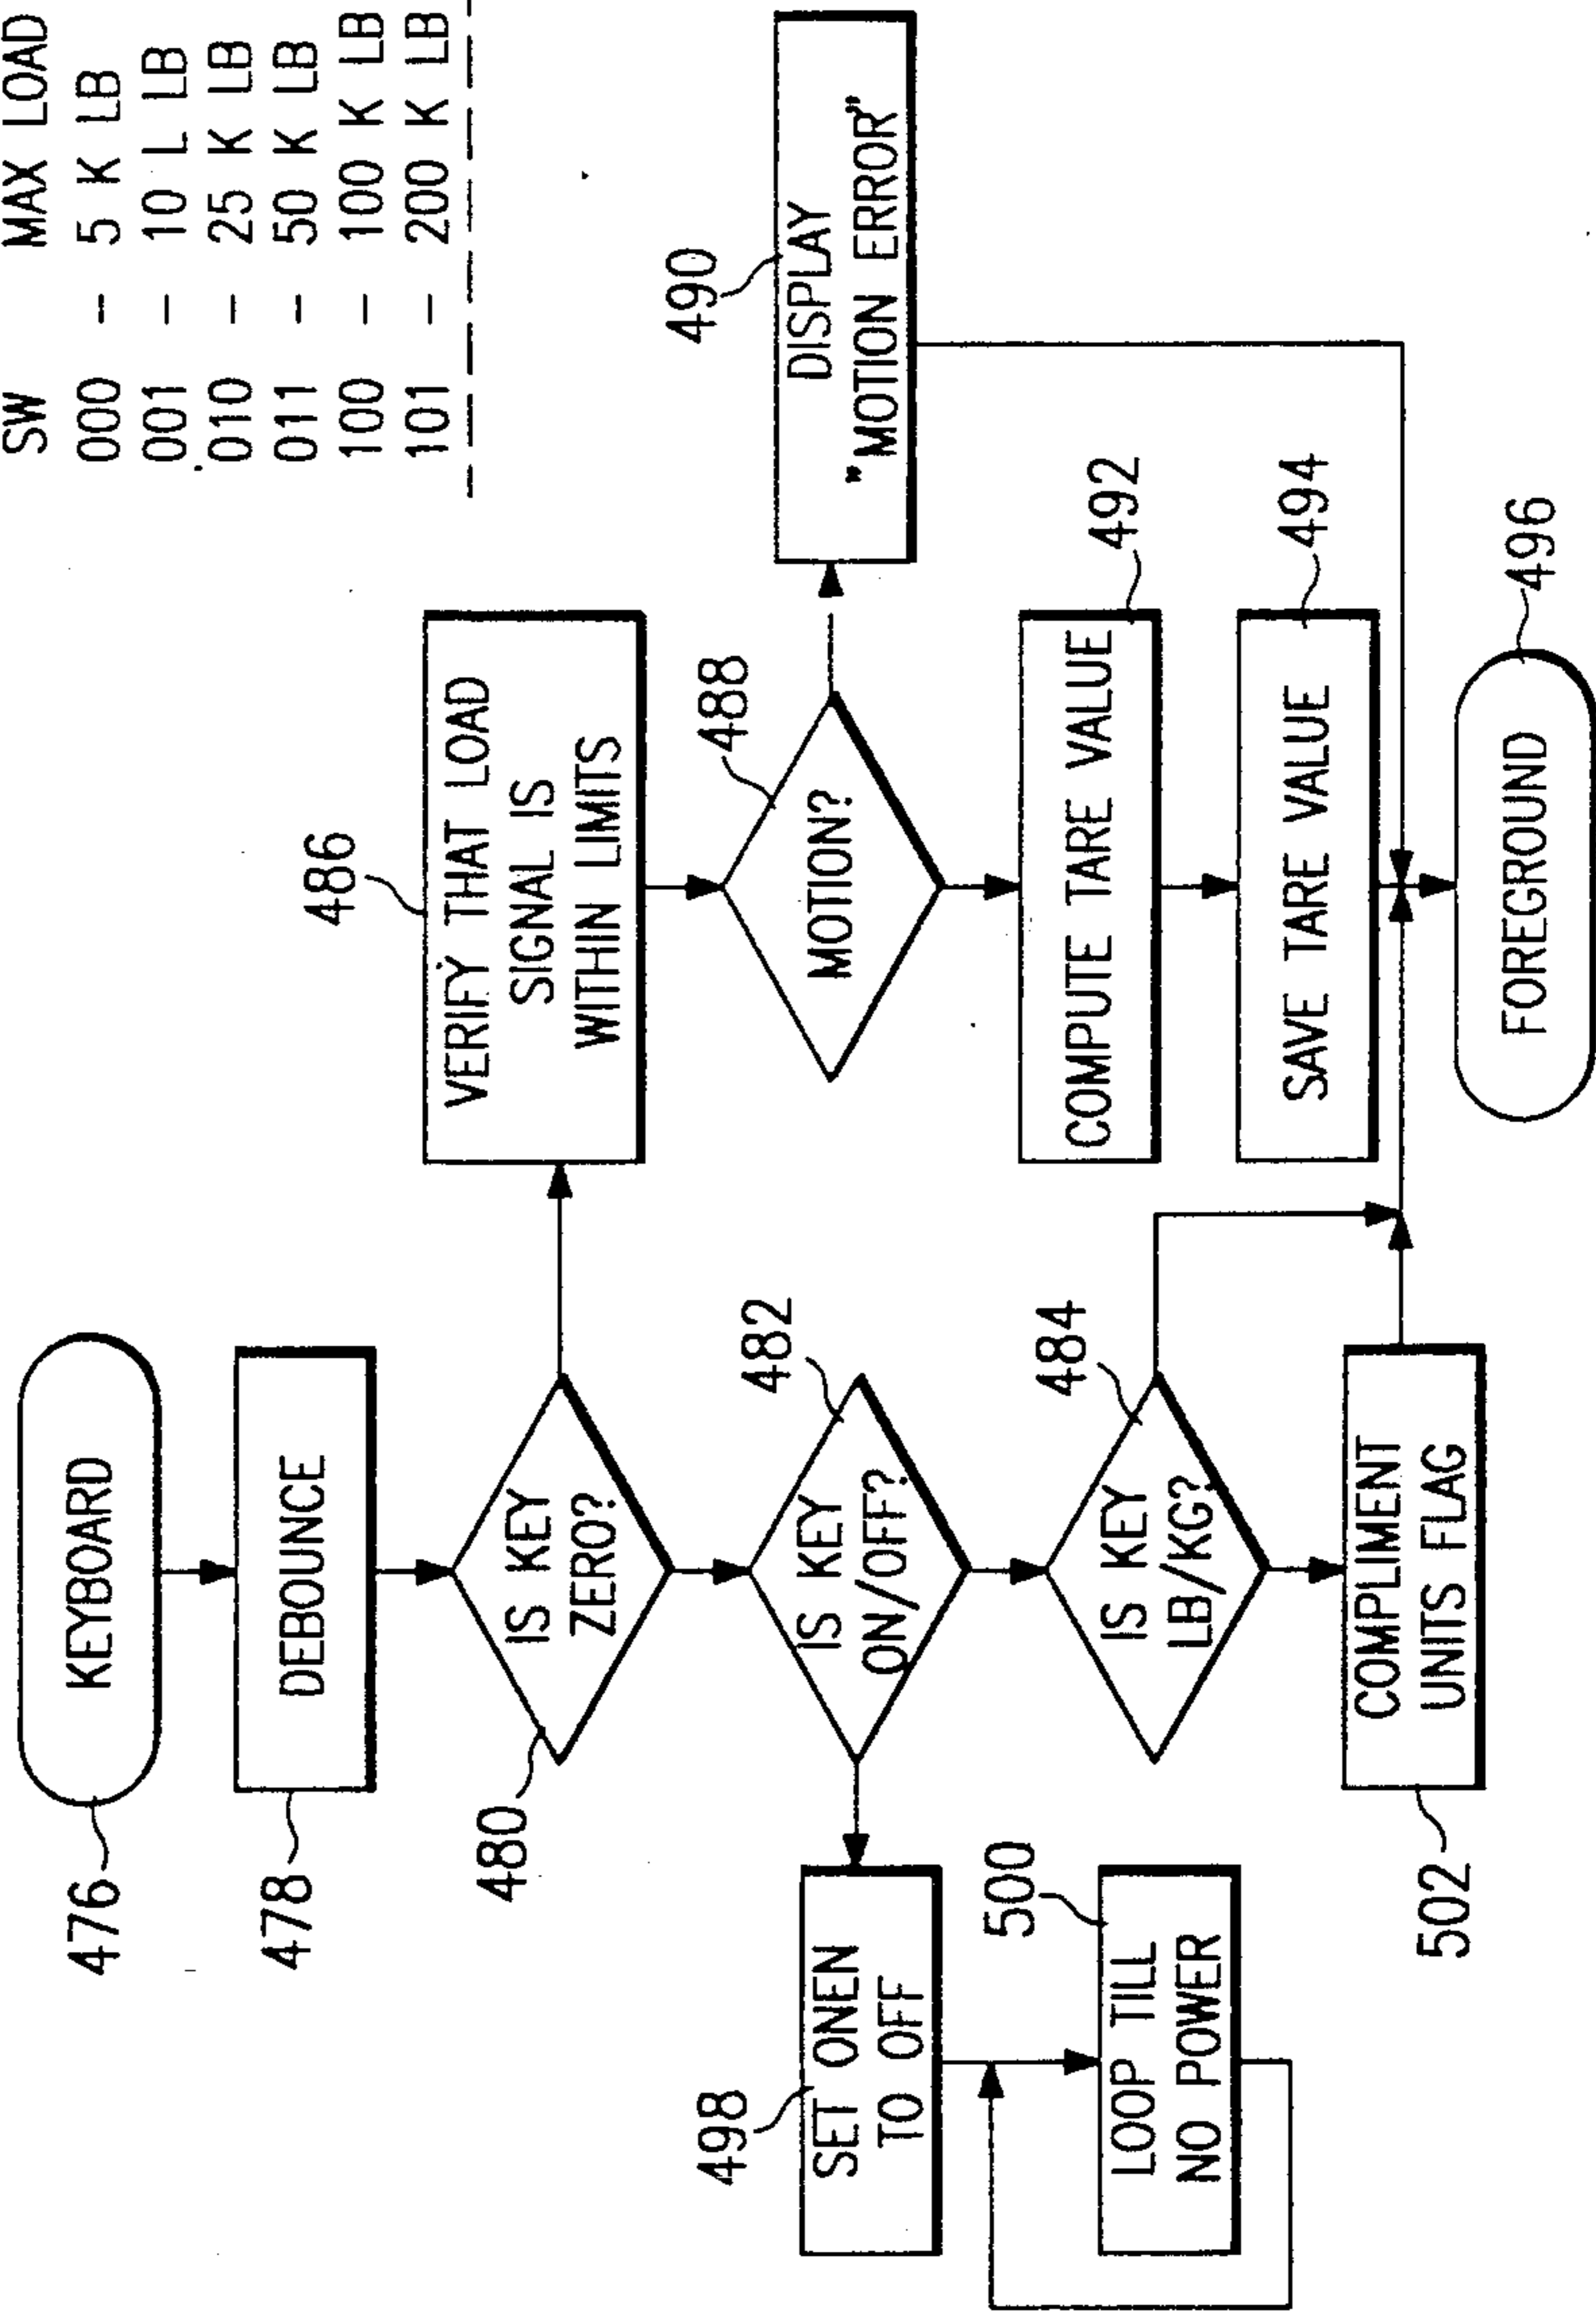 SW MAX LOAD
000 - 5 K LB
001 - 10 L LB
010 - 25 K LB
011 - 50 K LB
100 - 100 K LB
101 - 200 K LB
476
KEYBOARD
478
DEBOUNCE
480
IS KEY
ZERO?
486
VERIFY THAT LOAD
SIGNAL IS
WITHIN LIMITS
482
IS KEY
ON/OFF?
488
MOTION?
490
DISPLAY
"MOTION ERROR"
498
SET ONEN
TO OFF
500
LOOP TILL
NO POWER
484
IS KEY
LB/KG?
492
COMPUTE TARE VALUE
494
SAVE TARE VALUE
502
COMPLIMENT
UNITS FLAG
496
FOREGROUND